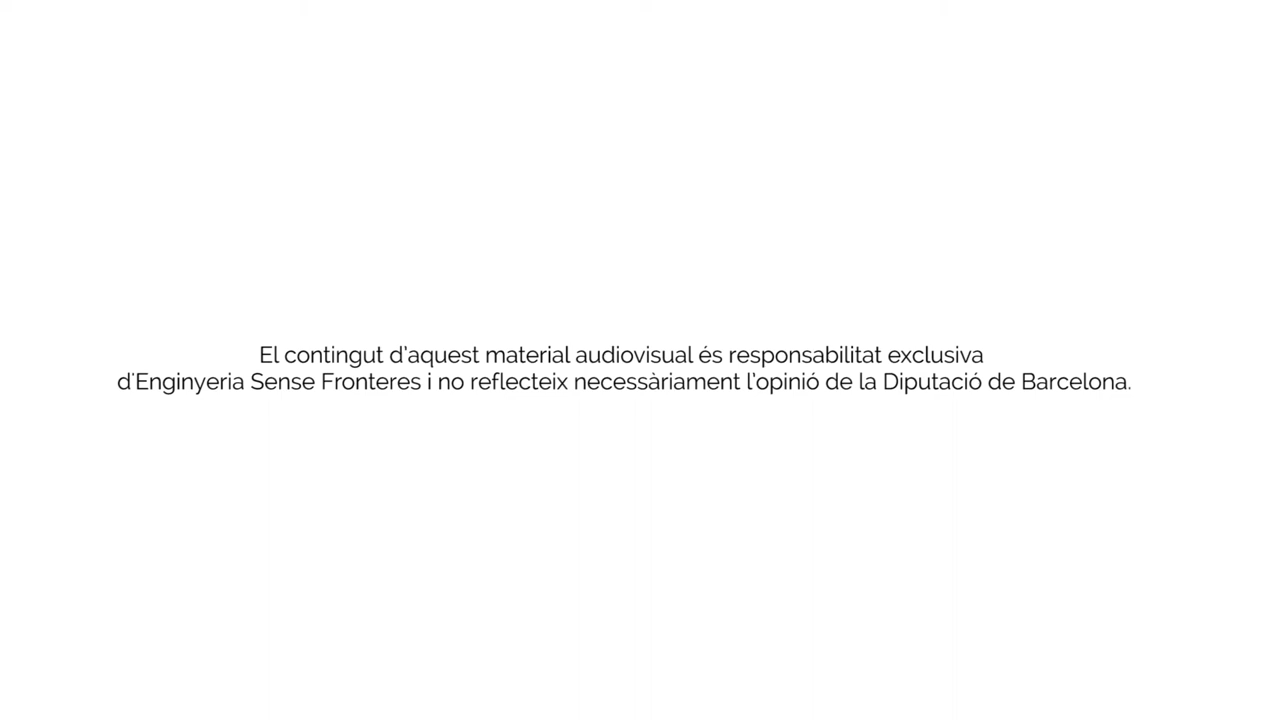 El contingut d'aquest material audiovisual és responsabilitat exclusiva
d'Enginyeria Sense Fronteres i no reflecteix necessàriament l'opinió de la Diputació de Barcelona.